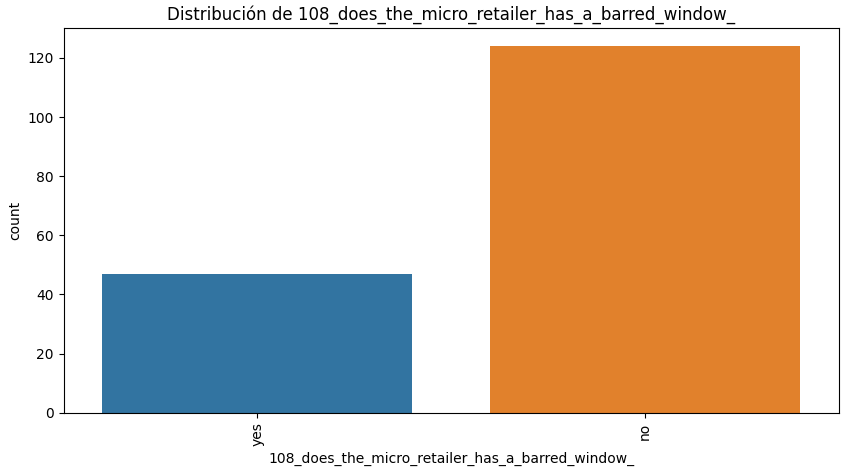 Distribución de 108_does_the_micro_retailer_has_a_barred_window_
120
100
80
60
40
20
0
count
yes
no
108_does_the_micro_retailer_has_a_barred_window_